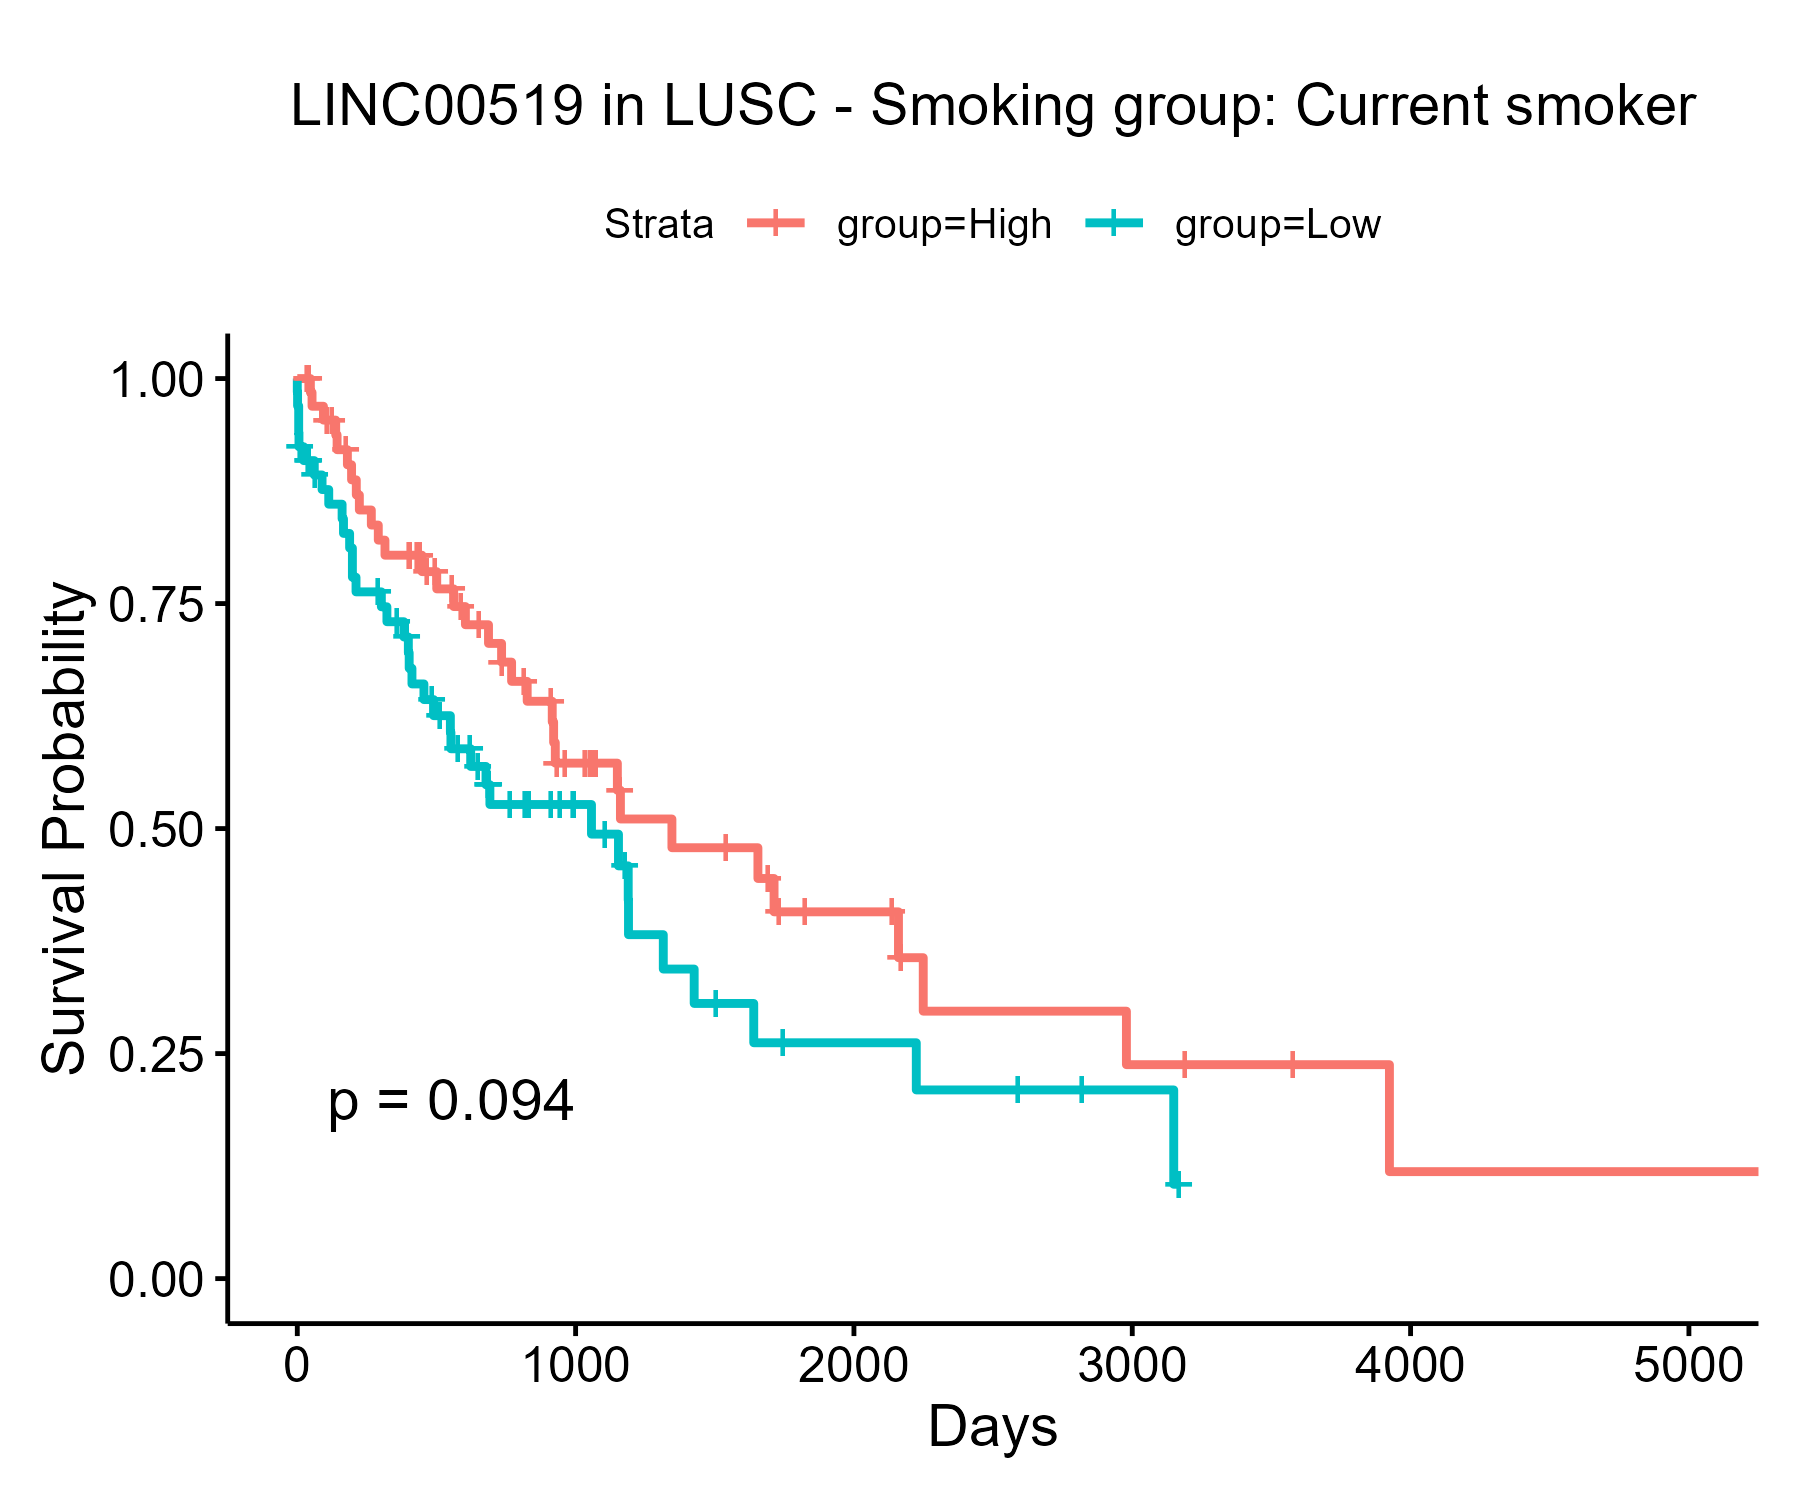 LINC00519 in LUSC - Smoking group: Current smoker
Strata group=High group=Low
Survival Probability
1.00
0.75
0.50
0.25
0.00
p = 0.094
0 1000 2000 3000 4000 5000
Days